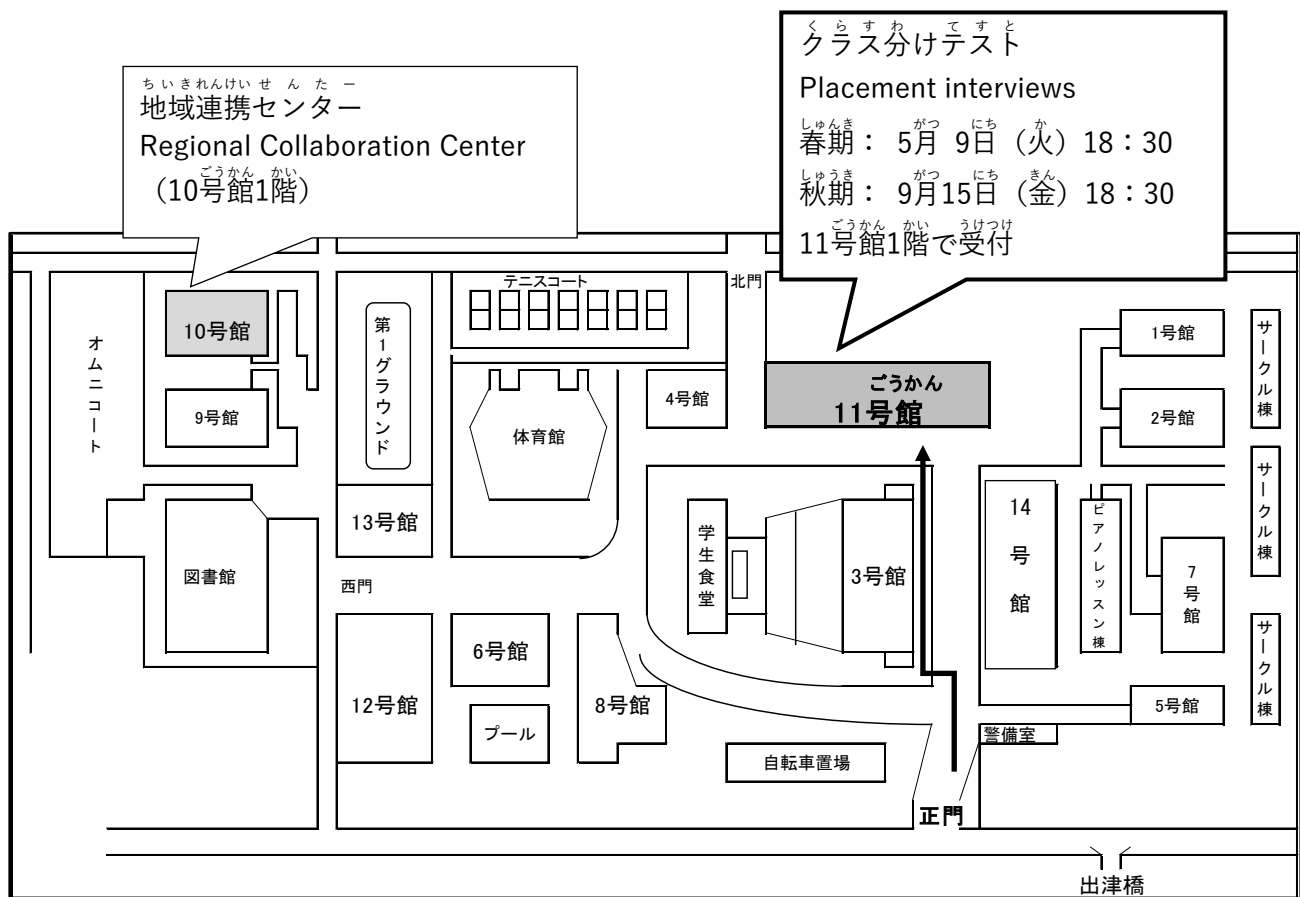 ちいきれんけいせんたー
地域連携センター
Regional Collaboration Center
ごうかん かい
（10号館1階）
くらすわ てすと
クラス分けテスト
Placement interviews
しゅんき がつ にち か
春期： 5月 9日（火）18：30
しゅうき がつ にち きん
秋期： 9月15日（金）18：30
ごうかん かい うけつけ
11号館1階で受付
テニスコート
北門
10号館
第1グラウンド
1号館
サークル棟
オムニコート
9号館
体育館
4号館
ごうかん
11号館
2号館
図書館
13号館
西門
学生食堂
3号館
14号館
ピアノレッスン棟
7号館
サークル棟
12号館
6号館
プール
8号館
5号館
サークル棟
警備室
自転車置場
正門
出津橋